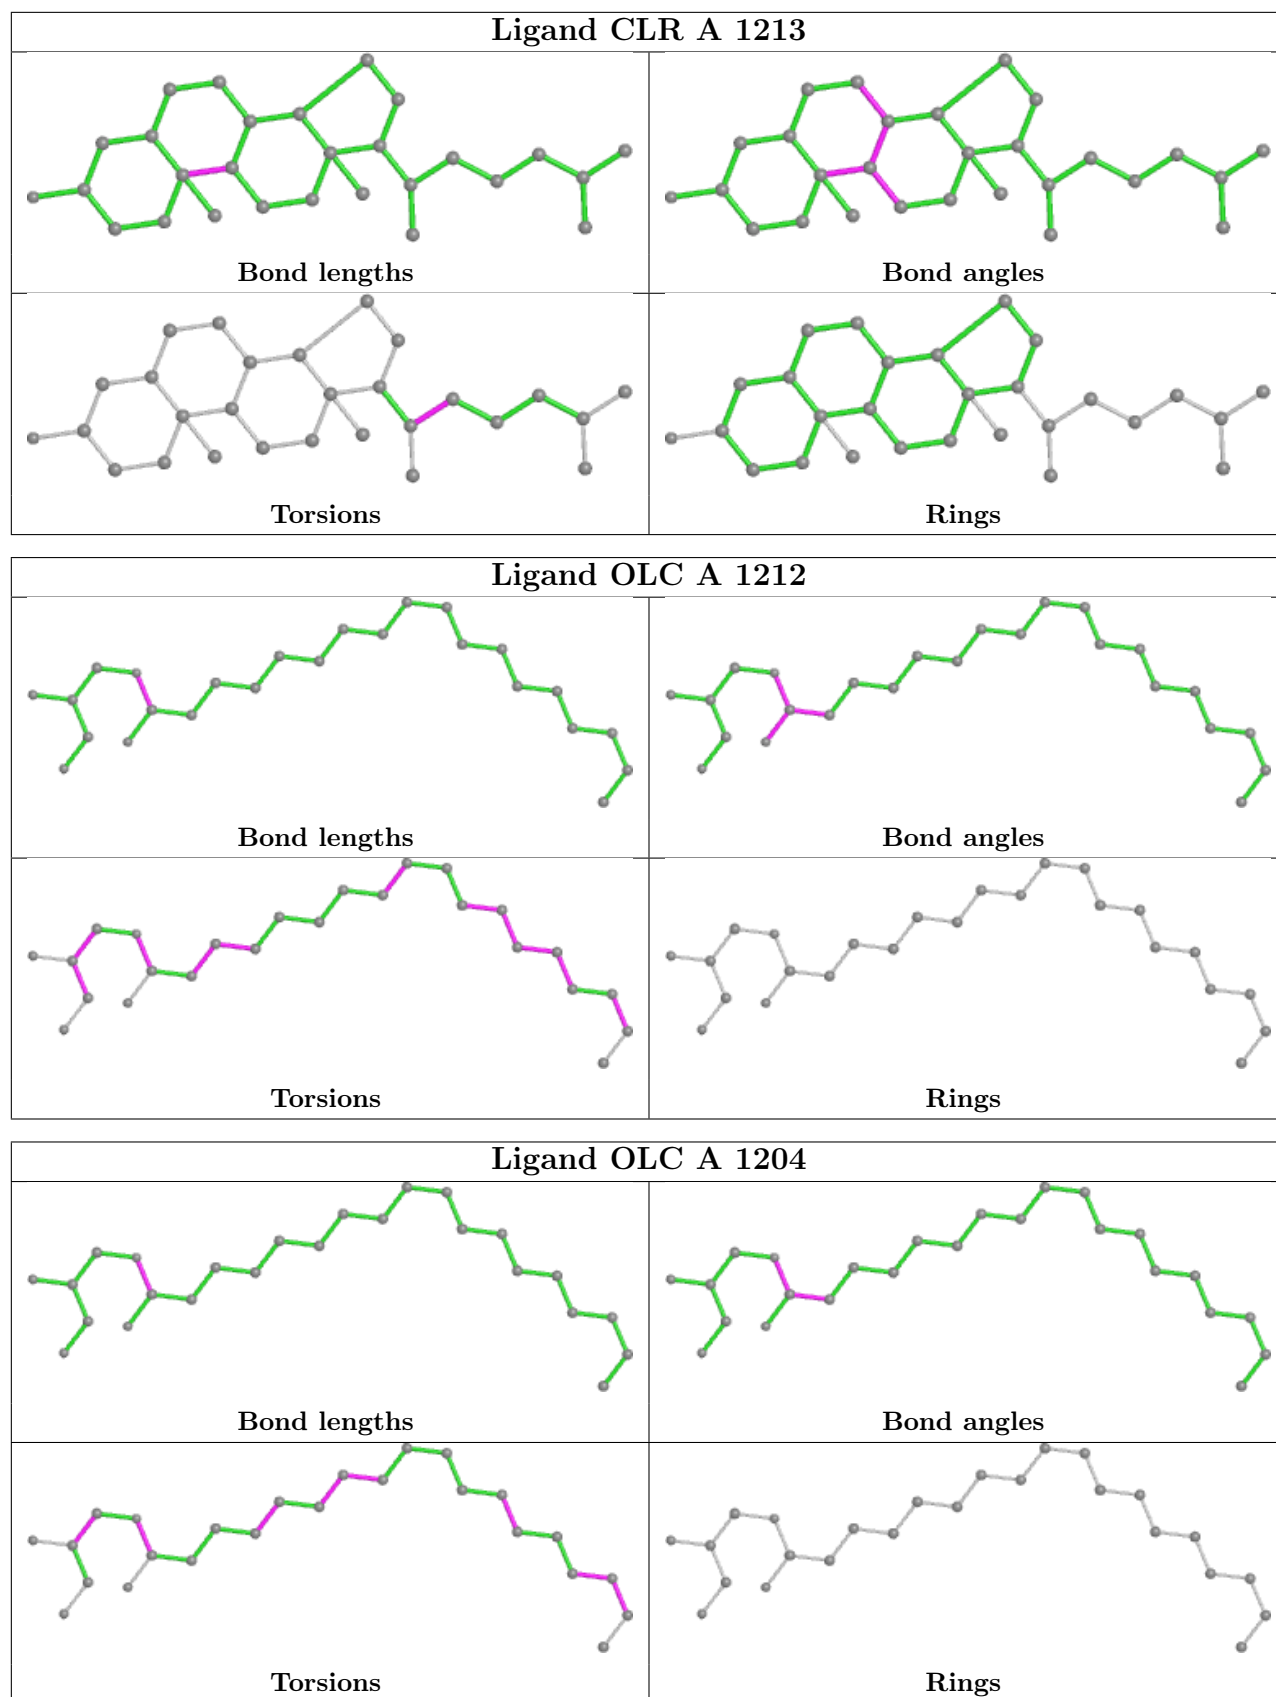 Ligand CLR A 1213
Bond lengths
Bond angles
Torsions
Rings
Ligand OLC A 1212
Bond lengths
Bond angles
Torsions
Rings
Ligand OLC A 1204
Bond lengths
Bond angles
Torsions
Rings